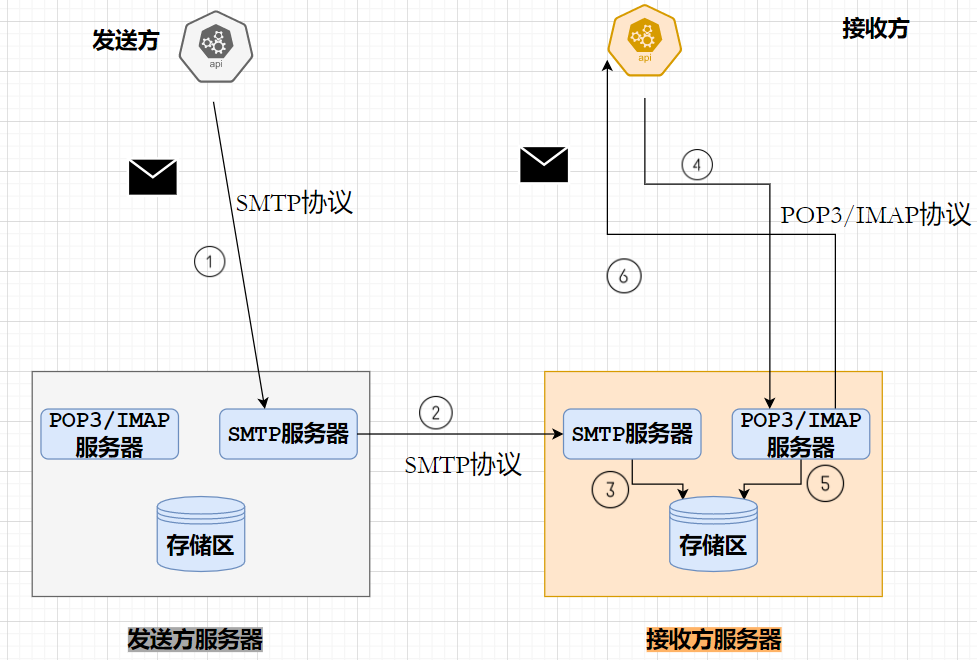 发送方
api
api
接收方
SMTP协议
①
④
POP3/IMAP协议
⑥
POP3/IMAP
服务器
SMTP服务器
②
SMTP协议
SMTP服务器
POP3/IMAP
服务器
③
⑤
存储区
存储区
发送方服务器
接收方服务器